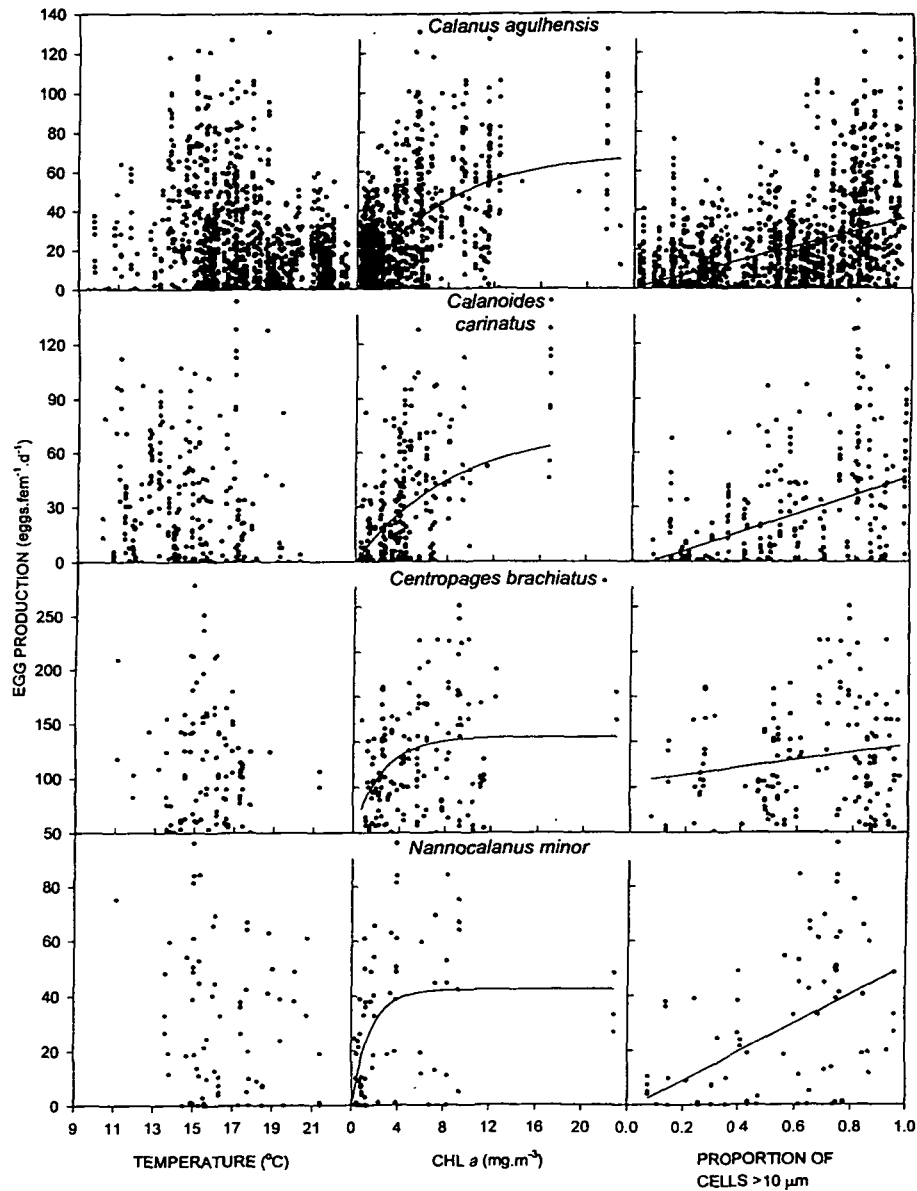 EGG PRODUCTION (eggs.fem⁻¹.d⁻¹)
Calanus agulhensis
140
120
100
80
60
40
20
0
Calanoides
carinatus
120
90
60
30
0
Centropages brachiatus
250
200
150
100
50
Nannocalanus minor
80
60
40
20
0
9 11 13 15 17 19 21
0 4 8 12 16 20
0.0 0.2 0.4 0.6 0.8 1.0
TEMPERATURE (°C)
CHL a (mg.m⁻³)
PROPORTION OF
CELLS >10 µm